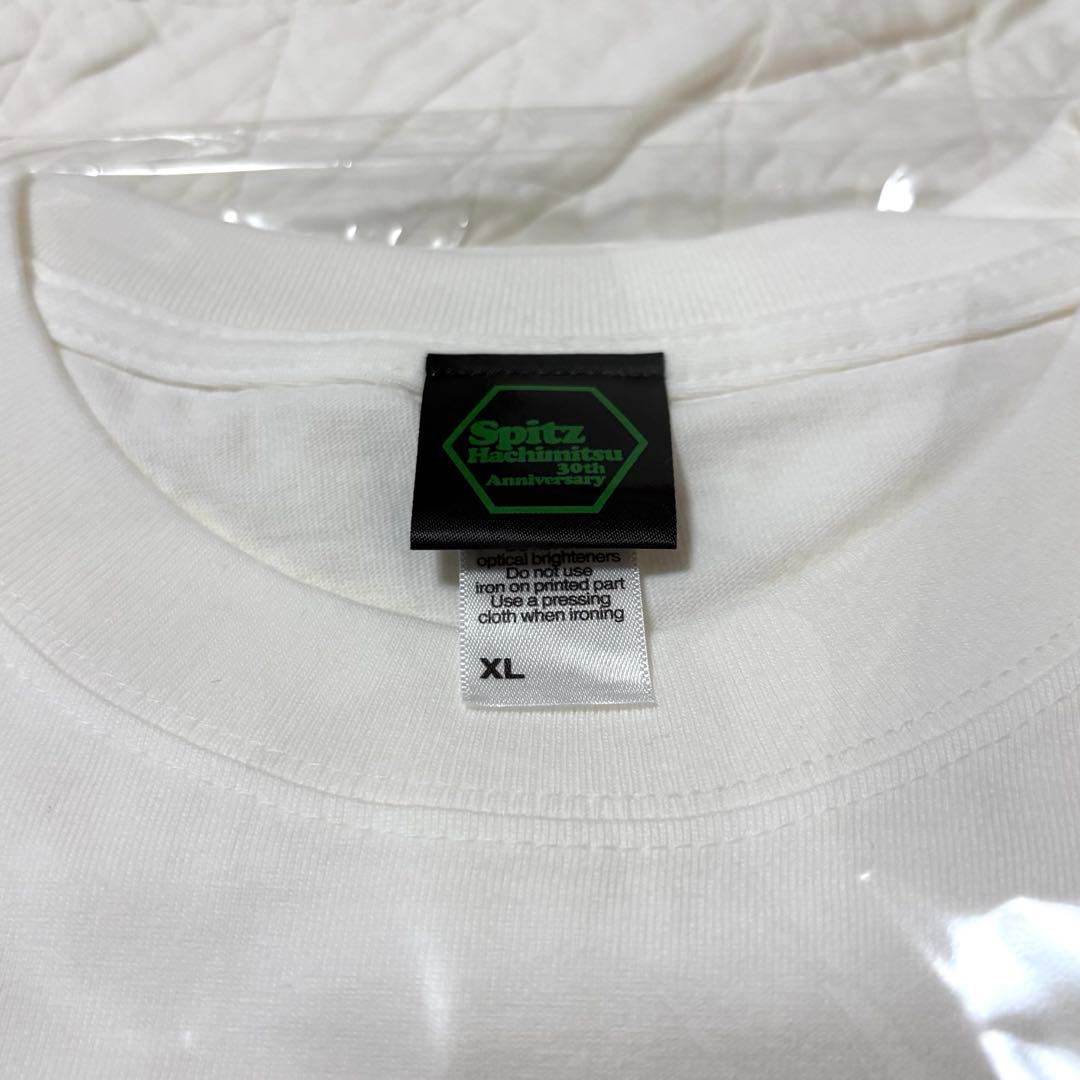 Spitz
Hachimitsu
30th
Anniversary
optical brighteners
Do not use
iron on printed part
Use a pressing
cloth when ironing
XL